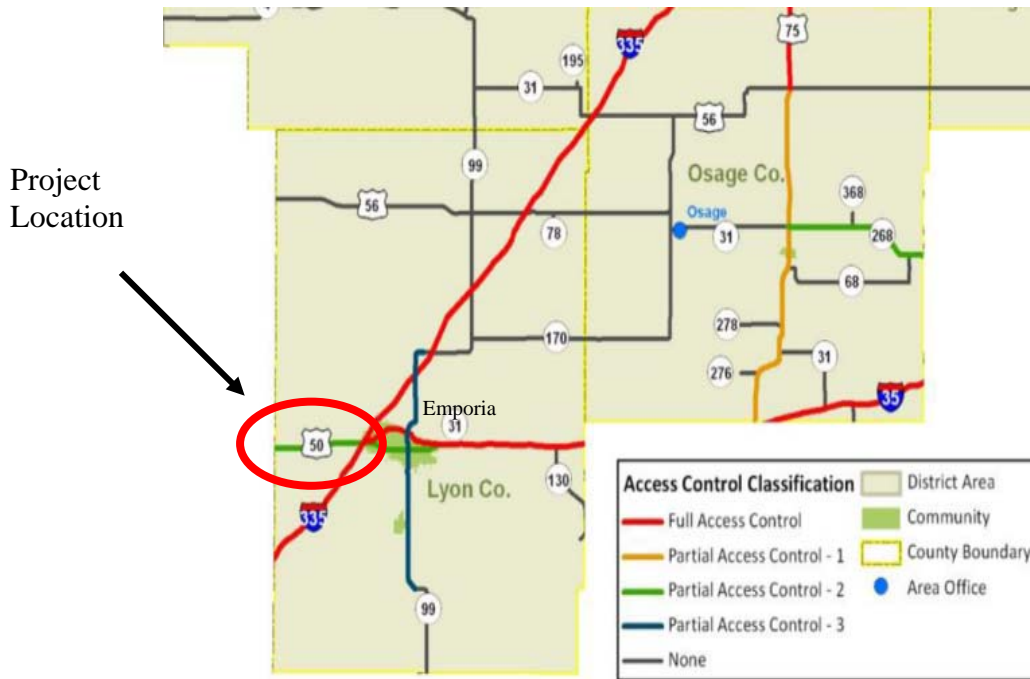 335
75
195
31
56
99
Osage Co.
368
Osage
56
78
31
268
68
278
170
31
276
35
Project
Location
Emporia
31
50
Lyon Co.
130
335
99
Access Control Classification
Full Access Control
Partial Access Control - 1
Partial Access Control - 2
Partial Access Control - 3
None
District Area
Community
County Boundary
Area Office